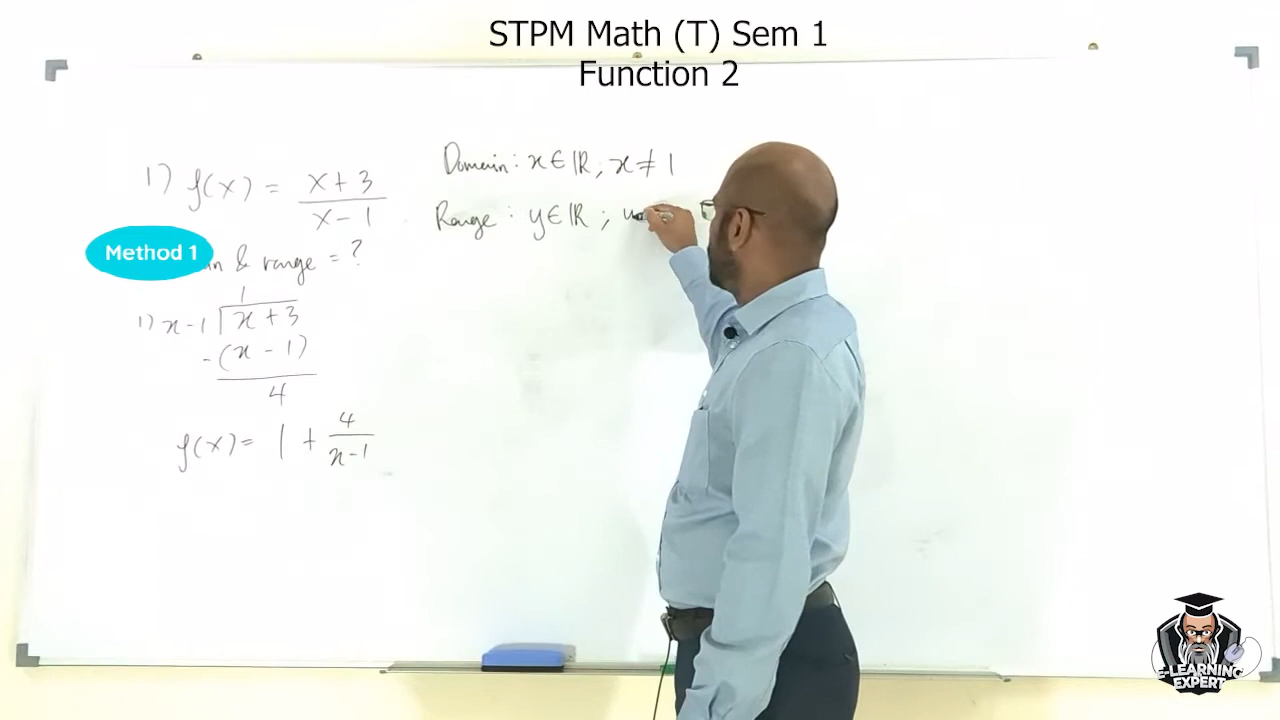 STPM Math (T) Sem 1
Function 2
1) f(x) = x+3 / x-1
Method 1
& range = ?
1
1) x-1 x + 3
-(x - 1)
4
f(x) = 1 + 4 / x-1
Domain : x ∈ ℝ ; x ≠ 1
Range : y ∈ ℝ ;
E-LEARNING
EXPERT